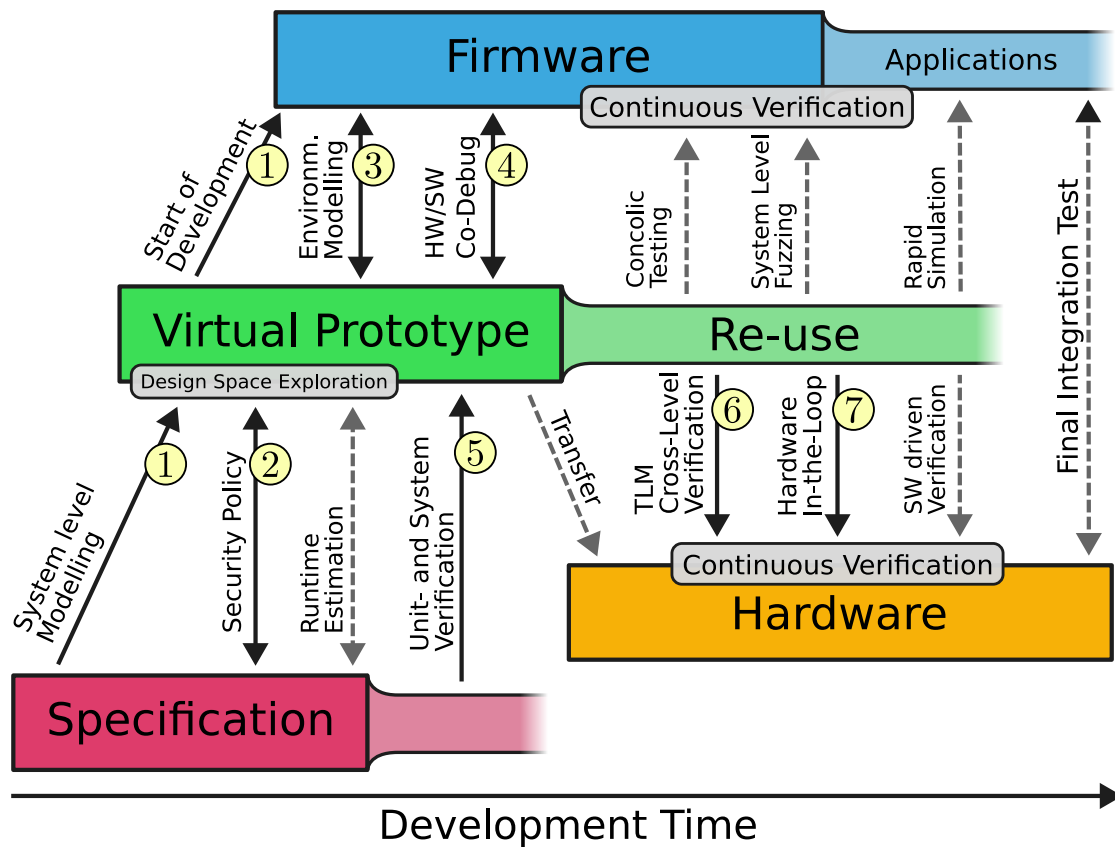 Firmware
Applications
Continuous Verification
Start of
Development
1
Environm.
Modelling
3
HW/SW
Co-Debug
4
Concolic
Testing
System Level
Fuzzing
Rapid
Simulation
Final Integration Test
Virtual Prototype
Re-use
Design Space Exploration
System level
Modelling
1
Security Policy
2
Runtime
Estimation
Unit- and System
Verification
5
Transfer
TLM
Cross-Level
Verification
6
Hardware
In-the-Loop
7
SW driven
Verification
Continuous Verification
Hardware
Specification
Development Time